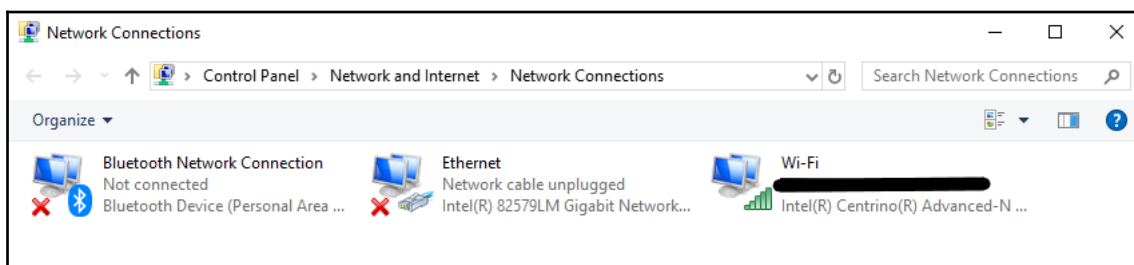 Network Connections
Control Panel > Network and Internet > Network Connections
Search Network Connections
Organize
Bluetooth Network Connection
Not connected
Bluetooth Device (Personal Area ...
Ethernet
Network cable unplugged
Intel(R) 82579LM Gigabit Network...
Wi-Fi
Intel(R) Centrino(R) Advanced-N ...